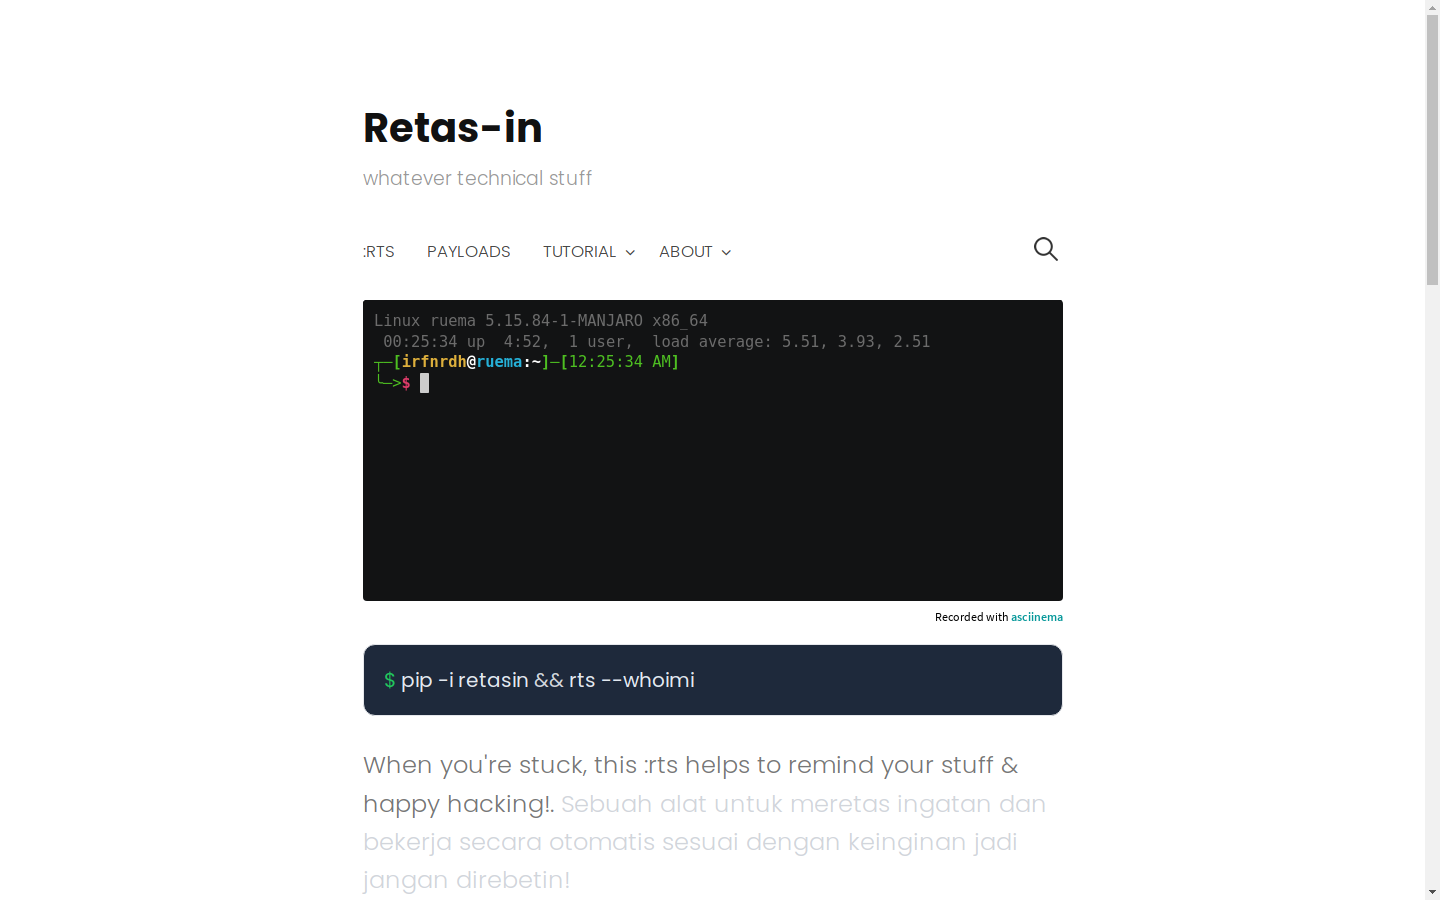 Retas-in
whatever technical stuff
:RTS PAYLOADS TUTORIAL ABOUT
Linux ruema 5.15.84-1-MANJARO x86_64
00:25:34 up  4:52,  1 user,  load average: 5.51, 3.93, 2.51
┬─[irfnrdh@ruema:~]─[12:25:34 AM]
╰─>$
Recorded with asciinema
$ pip -i retasin && rts --whoimi
When you're stuck, this :rts helps to remind your stuff &
happy hacking!. Sebuah alat untuk meretas ingatan dan
bekerja secara otomatis sesuai dengan keinginan jadi
jangan direbetin!